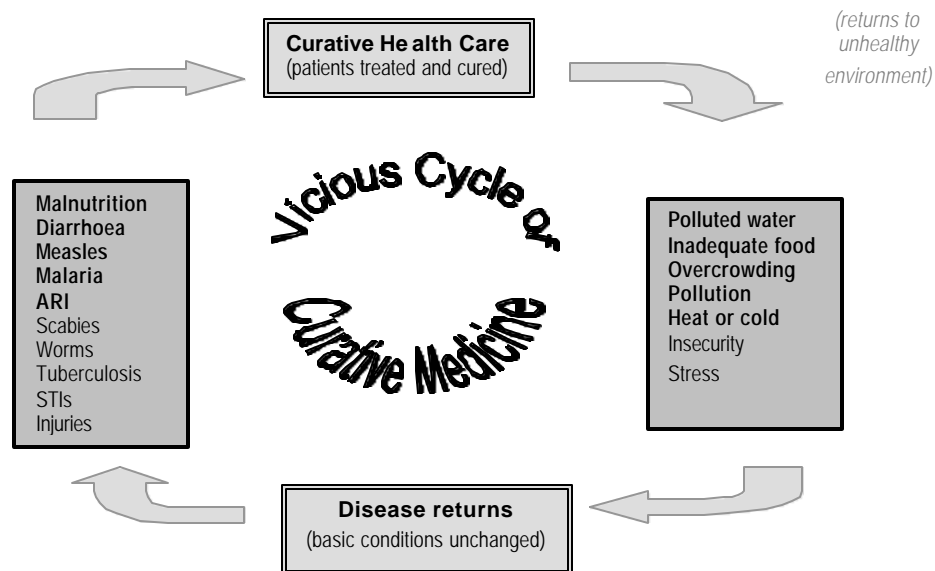 Curative He alth Care
(patients treated and cured)
(returns to
unhealthy
environment)
Vicious Cycle of
Curative Medicine
Malnutrition
Diarrhoea
Measles
Malaria
ARI
Scabies
Worms
Tuberculosis
STIs
Injuries
Polluted water
Inadequate food
Overcrowding
Pollution
Heat or cold
Insecurity
Stress
Disease returns
(basic conditions unchanged)